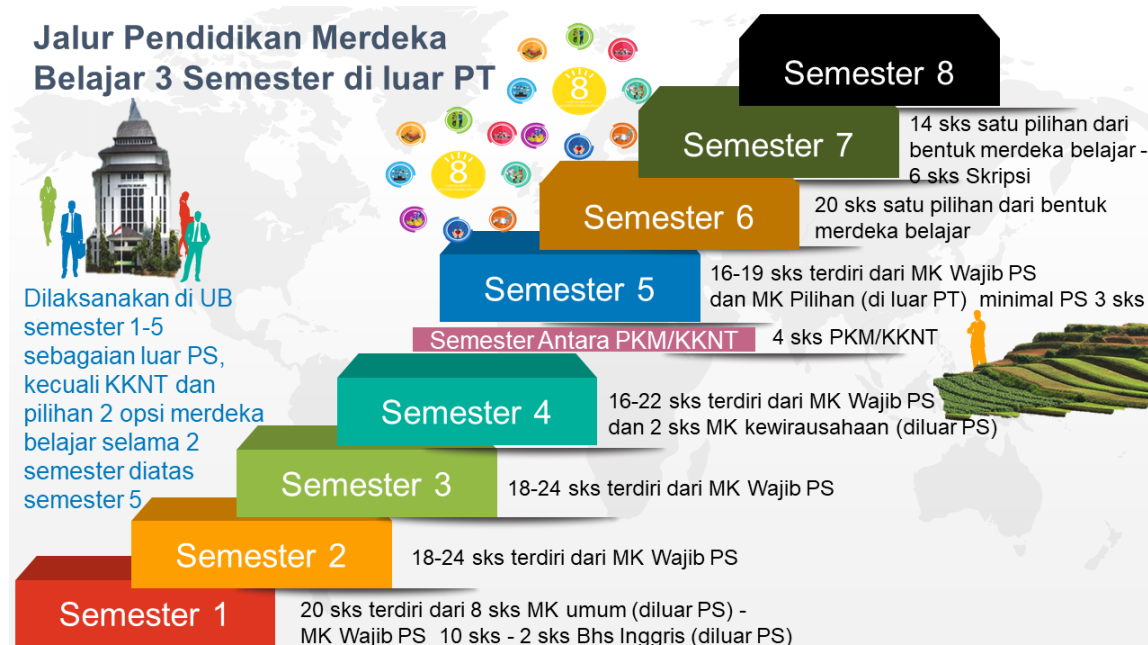 Jalur Pendidikan Merdeka
Belajar 3 Semester di luar PT
8
8
Semester 8
Semester 7
14 sks satu pilihan dari
bentuk merdeka belajar -
6 sks Skripsi
Semester 6
20 sks satu pilihan dari bentuk
merdeka belajar
Semester 5
16-19 sks terdiri dari MK Wajib PS
dan MK Pilihan (di luar PT) minimal PS 3 sks
Semester Antara PKM/KKNT
4 sks PKM/KKNT
Dilaksanakan di UB
semester 1-5
sebagaian luar PS,
kecuali KKNT dan
pilihan 2 opsi merdeka
belajar selama 2
semester diatas
semester 5
Semester 4
16-22 sks terdiri dari MK Wajib PS
dan 2 sks MK kewirausahaan (diluar PS)
Semester 3
18-24 sks terdiri dari MK Wajib PS
Semester 2
18-24 sks terdiri dari MK Wajib PS
Semester 1
20 sks terdiri dari 8 sks MK umum (diluar PS) -
MK Wajib PS 10 sks - 2 sks Bhs Inggris (diluar PS)